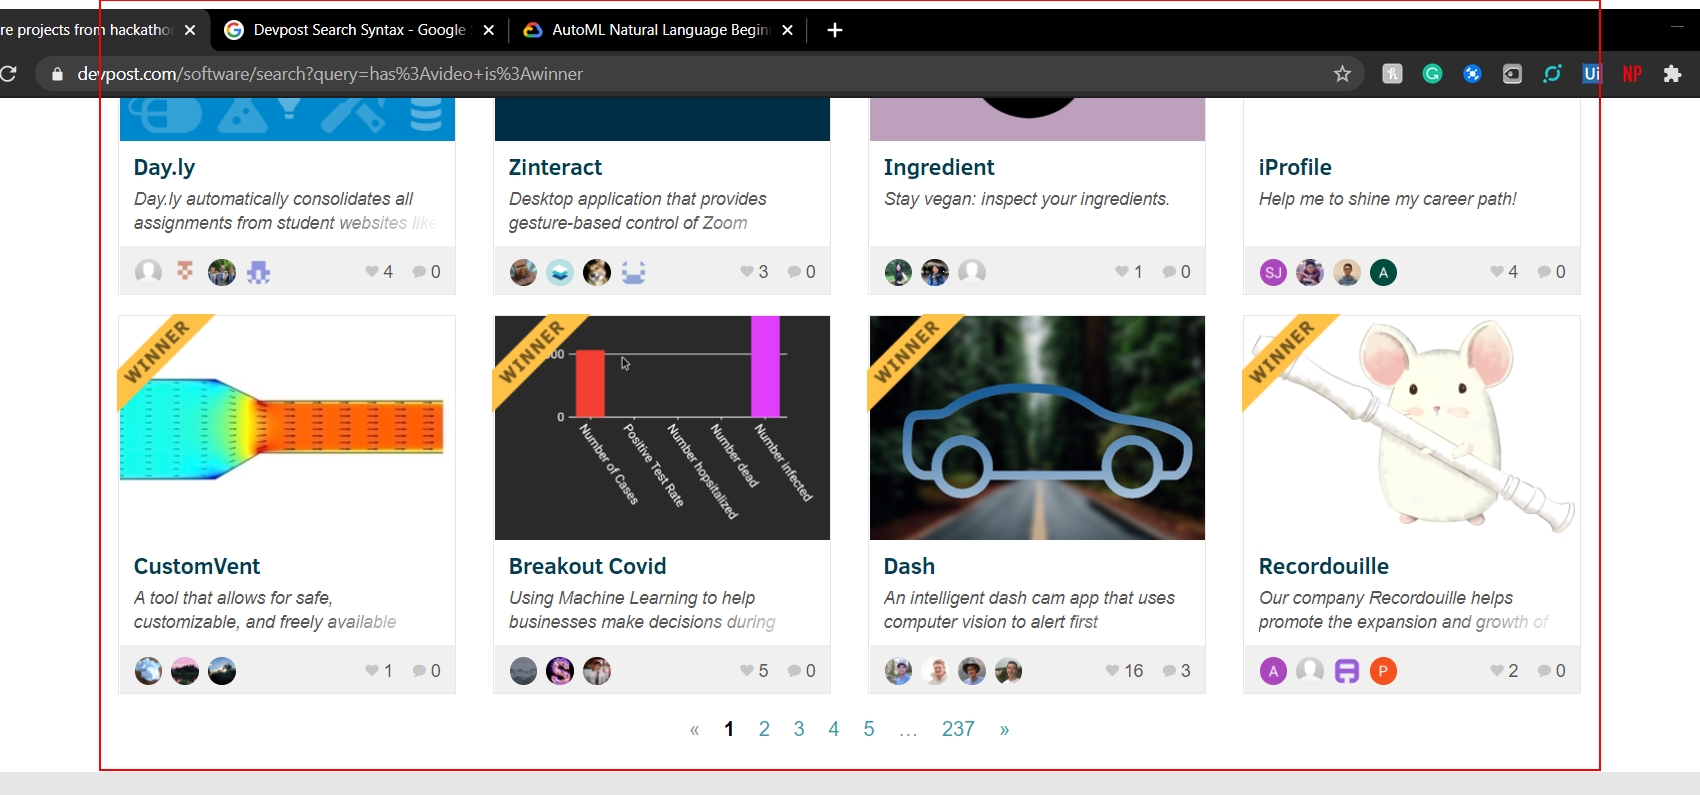 re projects from hackatho
Devpost Search Syntax - Google
AutoML Natural Language Begin
devpost.com/software/search?query=has%3Avideo+is%3Awinner
Ui
NP
Day.ly
Day.ly automatically consolidates all
assignments from student websites like
4
0
Zinteract
Desktop application that provides
gesture-based control of Zoom
3
0
Ingredient
Stay vegan: inspect your ingredients.
1
0
iProfile
Help me to shine my career path!
SJ
A
4
0
WINNER
CustomVent
A tool that allows for safe,
customizable, and freely available
1
0
WINNER
00
0
Number of Cases
Positive Test Rate
Number hopsitalized
Number dead
Number infected
Breakout Covid
Using Machine Learning to help
businesses make decisions during
S
5
0
WINNER
Dash
An intelligent dash cam app that uses
computer vision to alert first
16
3
WINNER
Recordouille
Our company Recordouille helps
promote the expansion and growth of
A
P
2
0
« 1 2 3 4 5 … 237 »